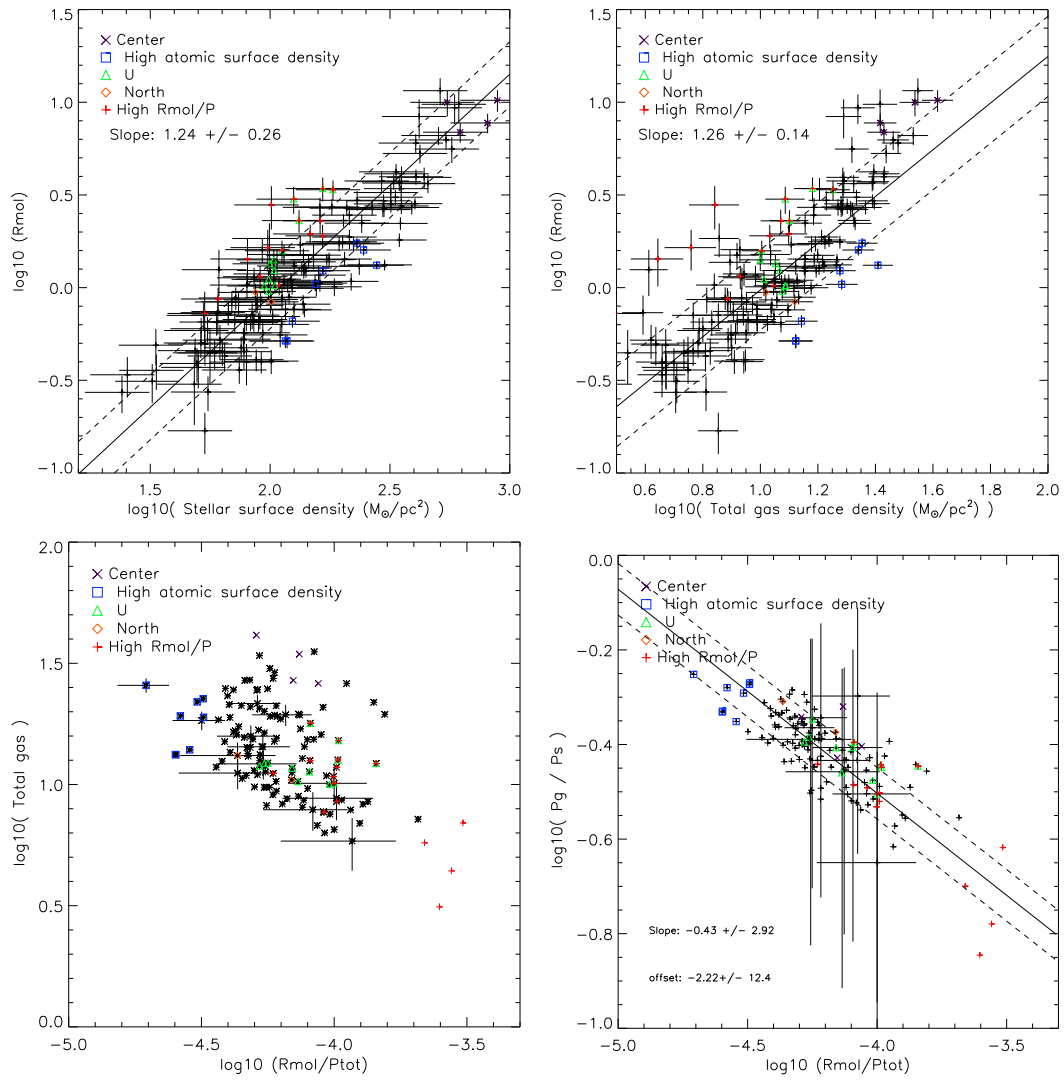 1.5
1.0
0.5
0.0
−0.5
−1.0
log10 (Rmol)
Center
High atomic surface density
U
North
High Rmol/P
Slope: 1.24 +/− 0.26
1.5 2.0 2.5 3.0
log10( Stellar surface density (M⊙/pc²) )
1.5
1.0
0.5
0.0
−0.5
−1.0
log10 (Rmol)
Center
High atomic surface density
U
North
High Rmol/P
Slope: 1.26 +/− 0.14
0.6 0.8 1.0 1.2 1.4 1.6 1.8 2.0
log10( Total gas surface density (M⊙/pc²) )
2.0
1.5
1.0
0.5
0.0
log10( Total gas)
Center
High atomic surface density
U
North
High Rmol/P
−5.0 −4.5 −4.0 −3.5
log10 (Rmol/Ptot)
0.0
−0.2
−0.4
−0.6
−0.8
−1.0
log10( Pg / Ps)
Center
High atomic surface density
U
North
High Rmol/P
Slope: −0.43 +/− 2.92
offset: −2.22+/− 12.4
−5.0 −4.5 −4.0 −3.5
log10 (Rmol/Ptot)